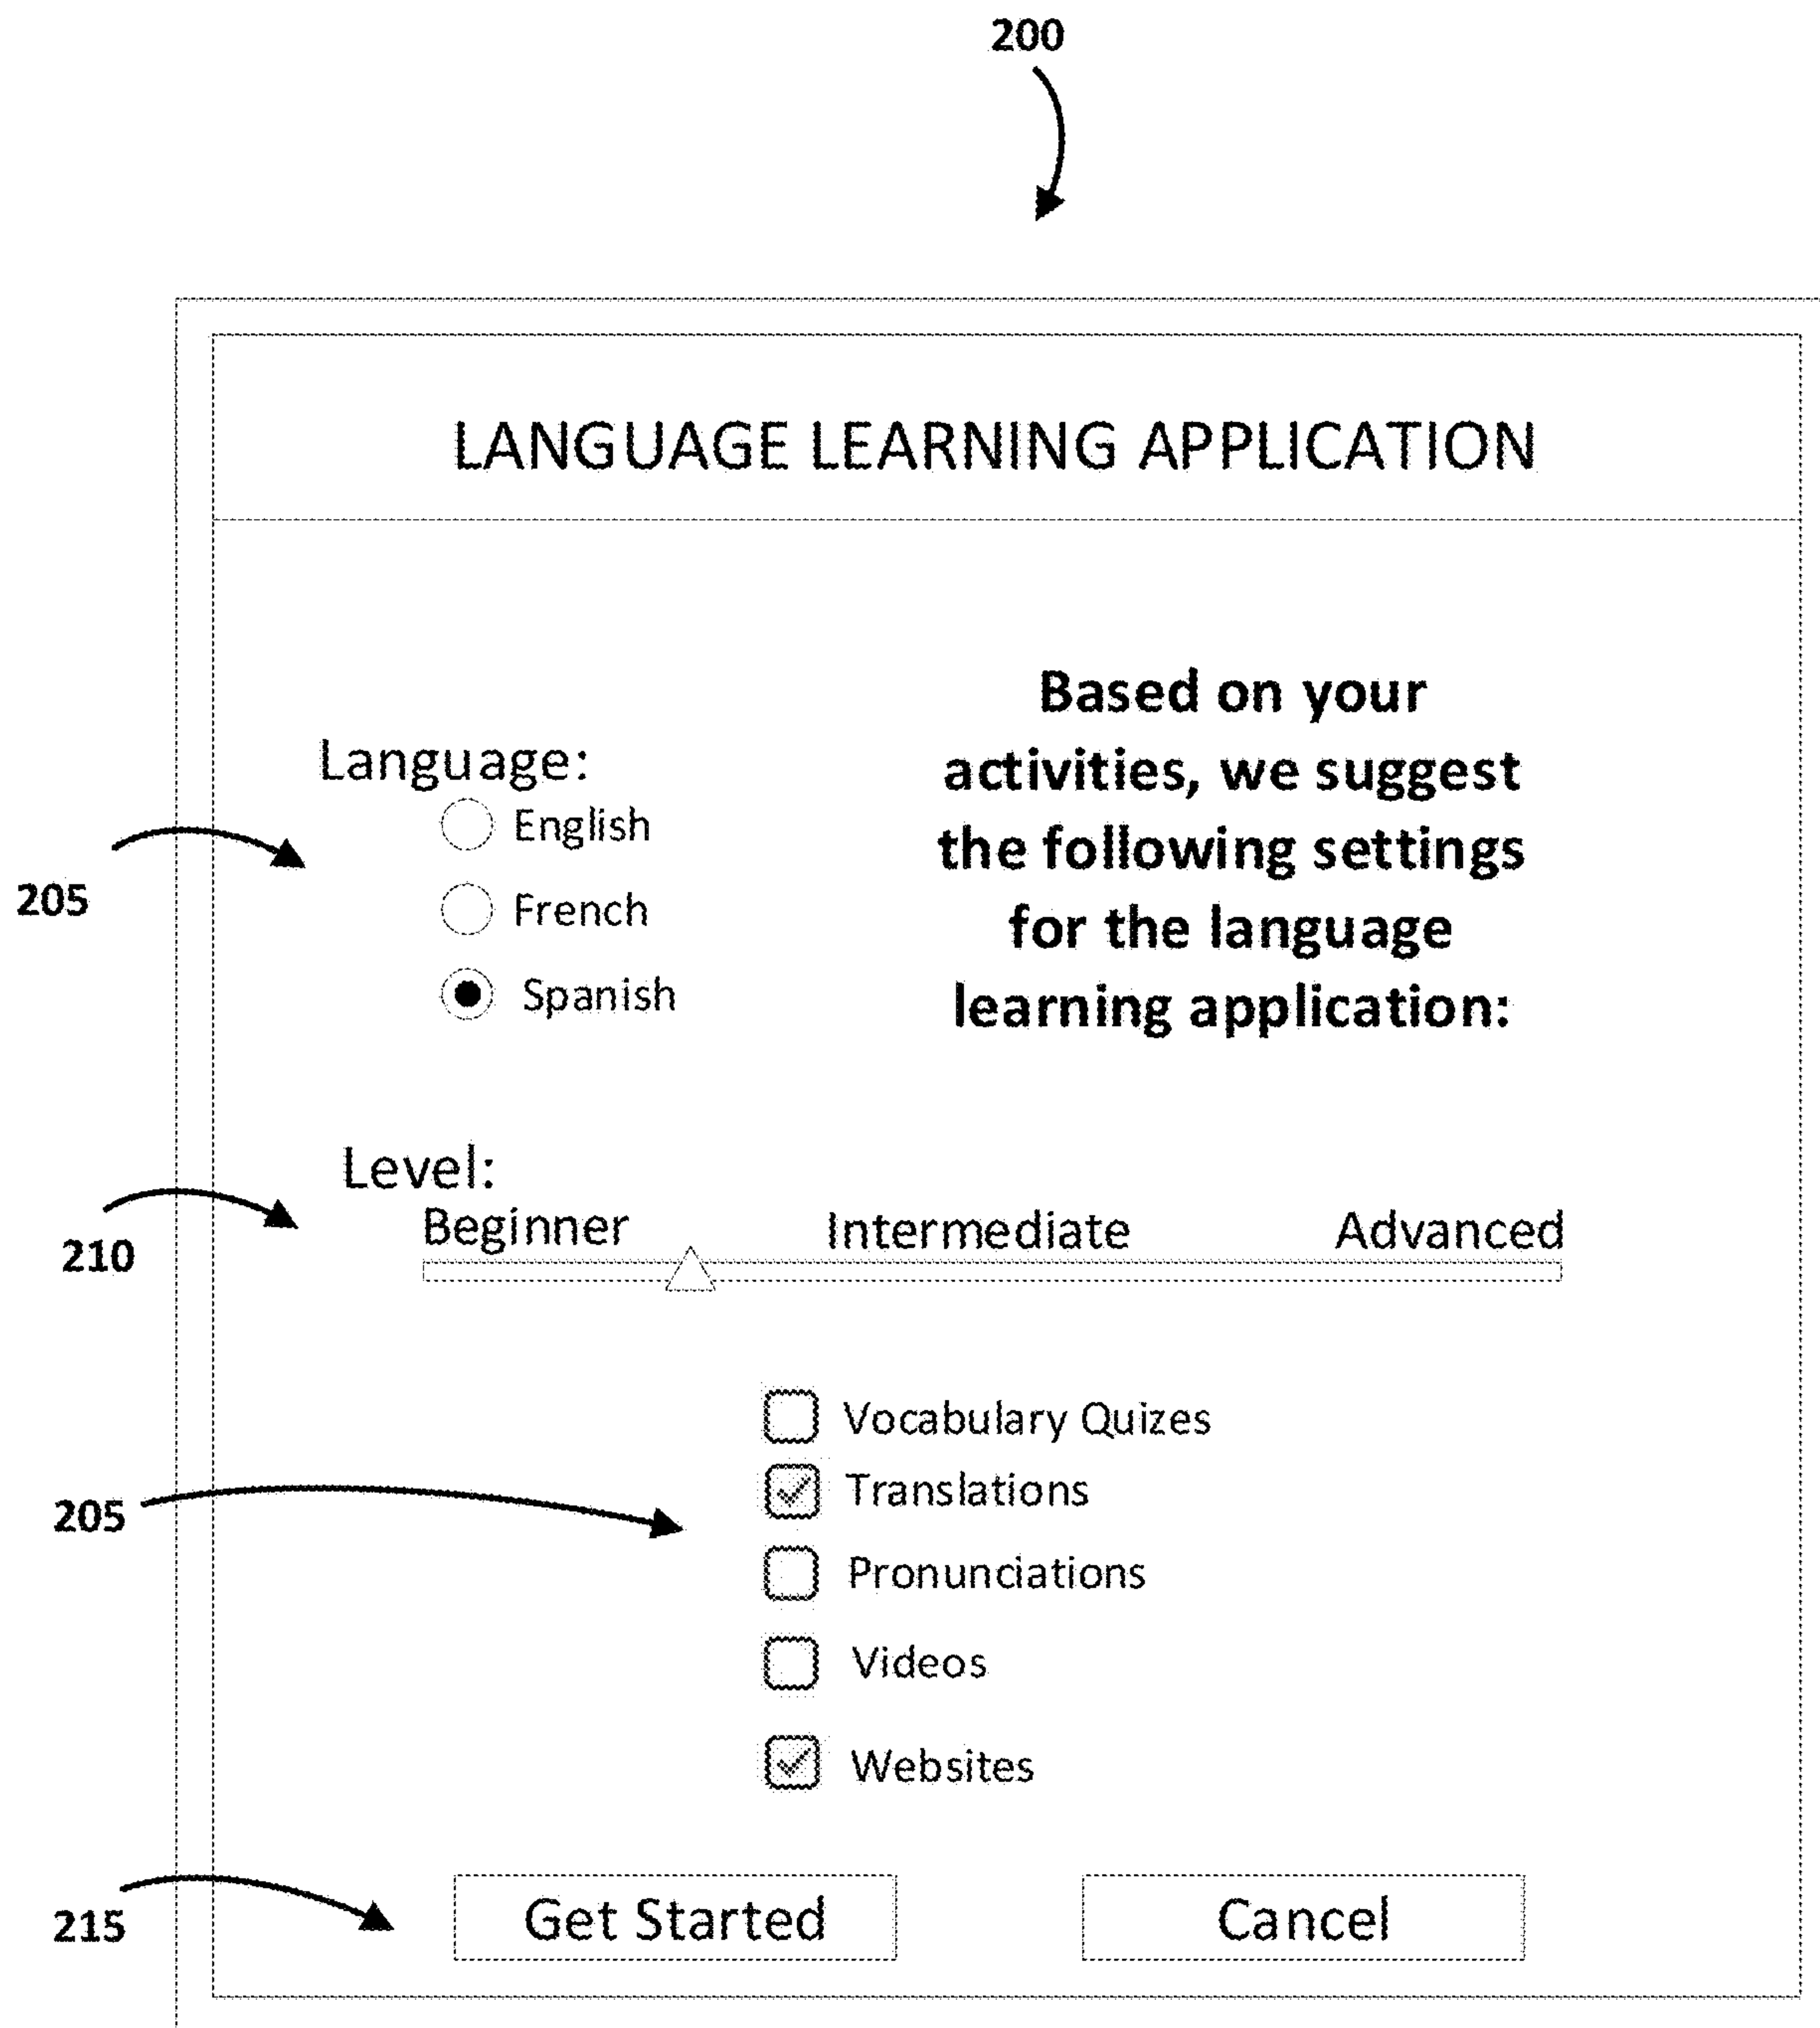 200
LANGUAGE LEARNING APPLICATION
Based on your
activities, we suggest
the following settings
for the language
learning application:
Language:
English
French
Spanish
205
Level:
Beginner Intermediate Advanced
210
Vocabulary Quizes
Translations
Pronunciations
Videos
Websites
205
Get Started Cancel
215